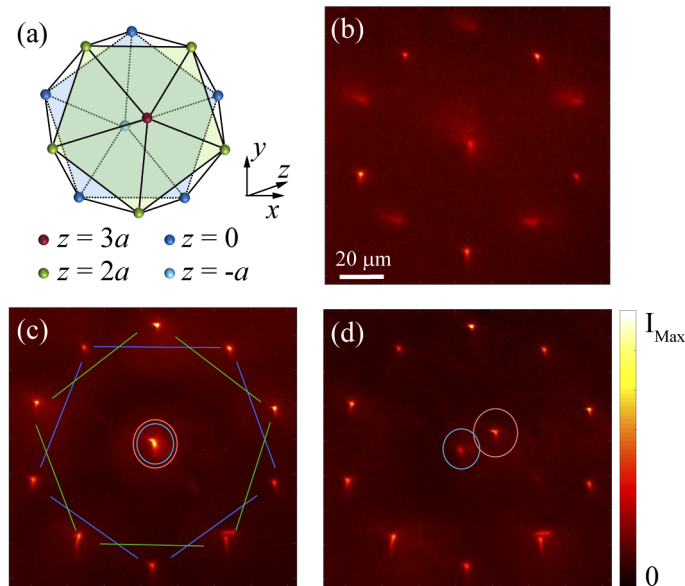 (a)
y
z
x
z = 3a
z = 0
z = 2a
z = -a
(b)
20 μm
(c)
(d)
I_Max
0